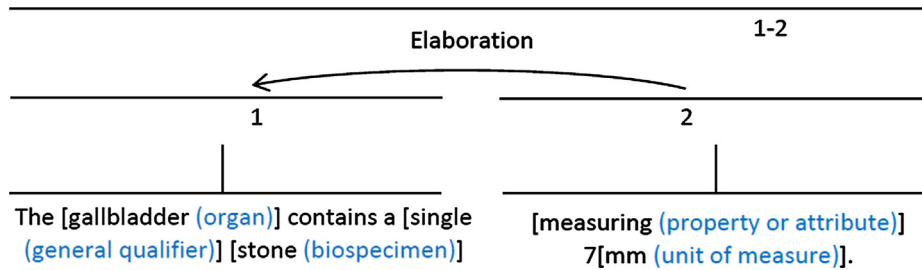 1-2
Elaboration
1
2
The [gallbladder (organ)] contains a [single
(general qualifier)] [stone (biospecimen)]
[measuring (property or attribute)]
7[mm (unit of measure)].